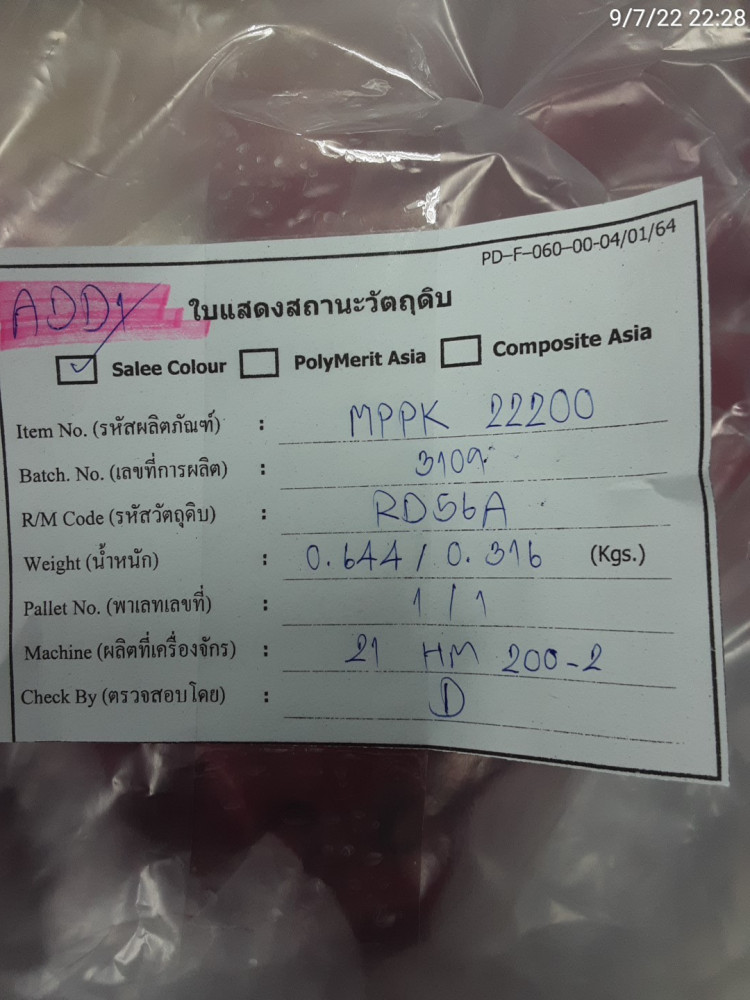 9/7/22 22:28
PD-F-060-00-04/01/64
ADD1
ใบแสดงสถานะวัตถุดิบ
Salee Colour PolyMerit Asia Composite Asia
Item No. (รหัสผลิตภัณฑ์) : MPPK 22200
Batch. No. (เลขที่การผลิต) : 3109
R/M Code (รหัสวัตถุดิบ) : RD56A
Weight (น้ำหนัก) : 0.644 / 0.316 (Kgs.)
Pallet No. (พาเลทเลขที่) : 1 / 1
Machine (ผลิตที่เครื่องจักร) : 21 HM 200-2
Check By (ตรวจสอบโดย) :